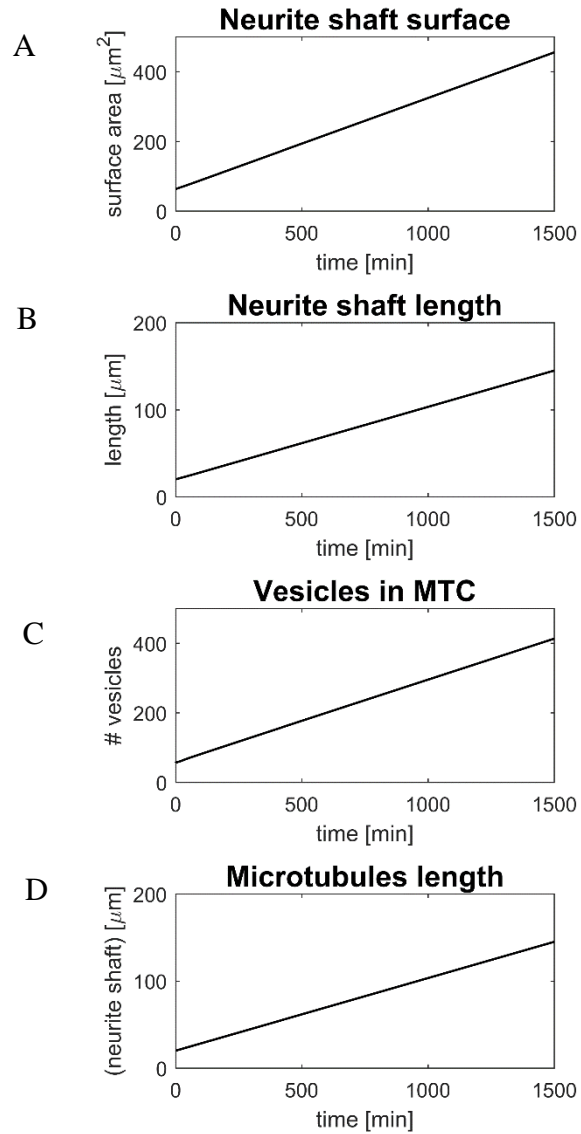 A
Neurite shaft surface
surface area [μm²]
400
200
0
0 500 1000 1500
time [min]
B
Neurite shaft length
length [μm]
200
100
0
0 500 1000 1500
time [min]
C
Vesicles in MTC
# vesicles
400
200
0
0 500 1000 1500
time [min]
D
Microtubules length
(neurite shaft) [μm]
200
100
0
0 500 1000 1500
time [min]